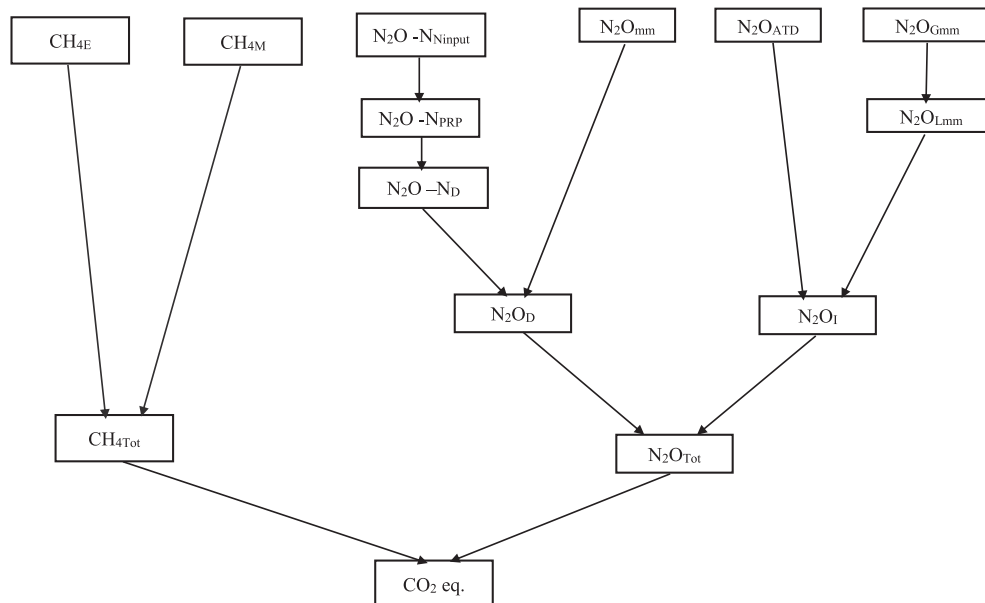 CH4E
CH4M
N2O -NNinput
N2Omm
N2OATD
N2OGmm
N2O -NPRP
N2OLmm
N2O –ND
N2OD
N2OI
CH4Tot
N2OTot
CO2 eq.